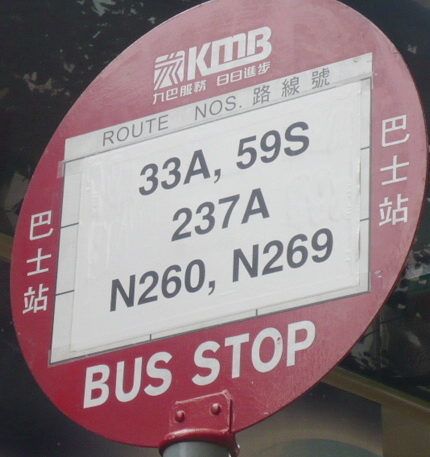 KMB
九巴服務 日日進步
ROUTE NOS. 路線號
33A, 59S
237A
N260, N269
巴士站
巴士站
BUS STOP